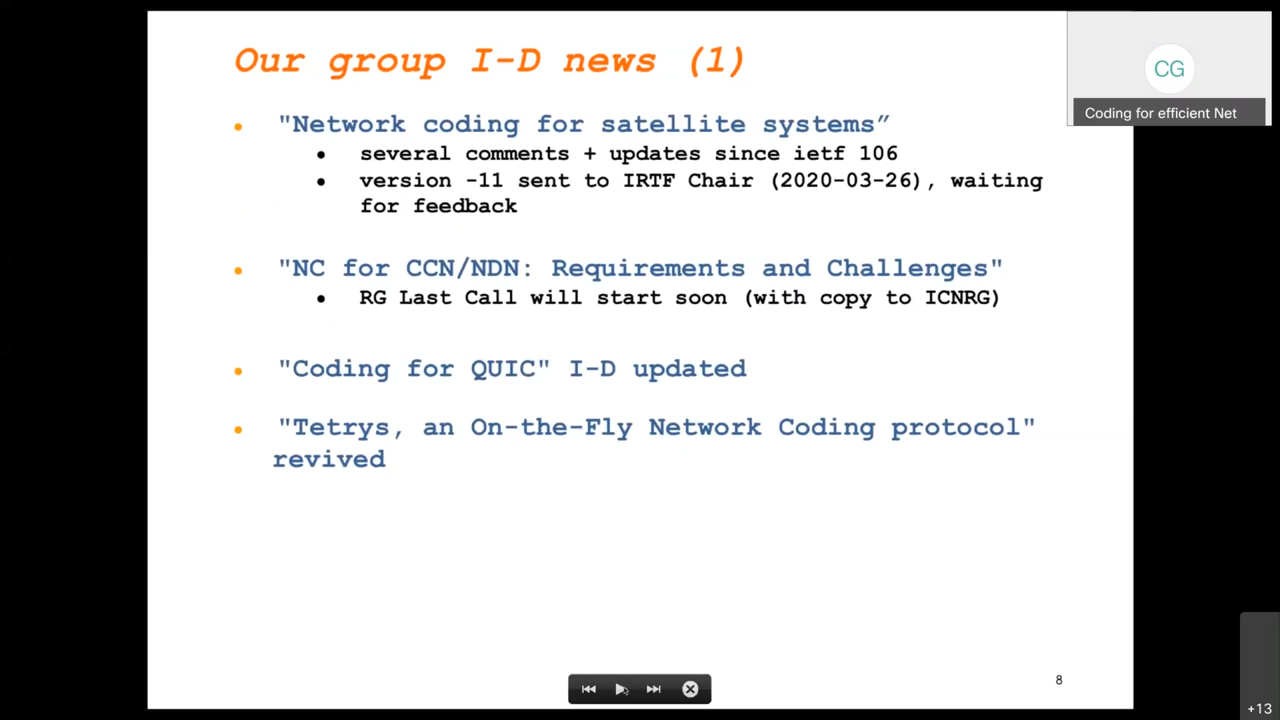 Our group I-D news (1)
CG
Coding for efficient Net
• "Network coding for satellite systems”
• several comments + updates since ietf 106
• version -11 sent to IRTF Chair (2020-03-26), waiting
for feedback
• "NC for CCN/NDN: Requirements and Challenges"
• RG Last Call will start soon (with copy to ICNRG)
• "Coding for QUIC" I-D updated
• "Tetrys, an On-the-Fly Network Coding protocol"
revived
8
+13